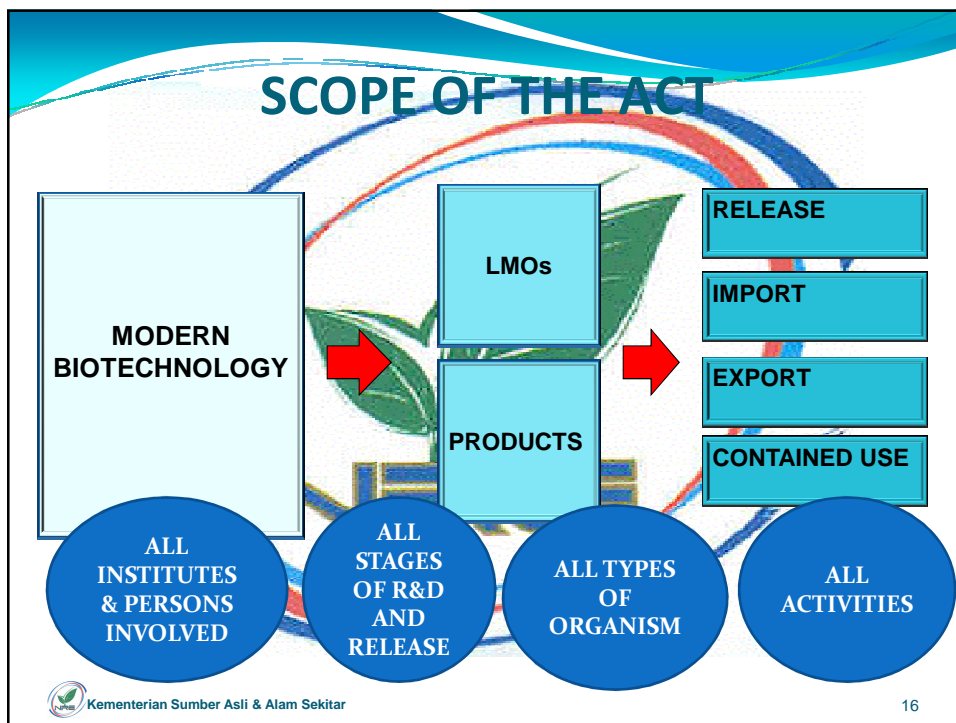 SCOPE OF THE ACT
MODERN
BIOTECHNOLOGY
LMOs
PRODUCTS
RELEASE
IMPORT
EXPORT
CONTAINED USE
ALL
INSTITUTES
& PERSONS
INVOLVED
ALL
STAGES
OF R&D
AND
RELEASE
ALL TYPES
OF
ORGANISM
ALL
ACTIVITIES
NRE
Kementerian Sumber Asli & Alam Sekitar
16